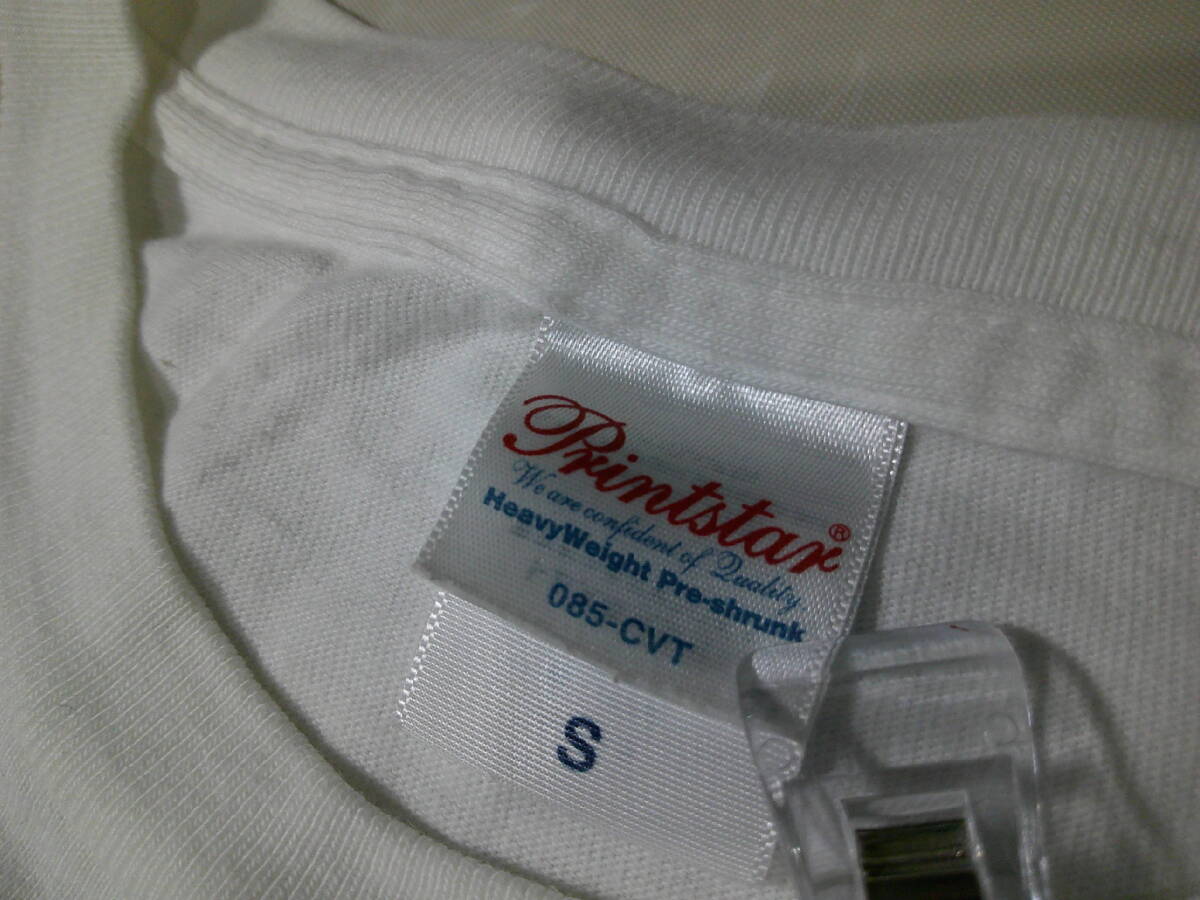 Printstar®
We are confident of Quality.
HeavyWeight Pre-shrunk
085-CVT
S